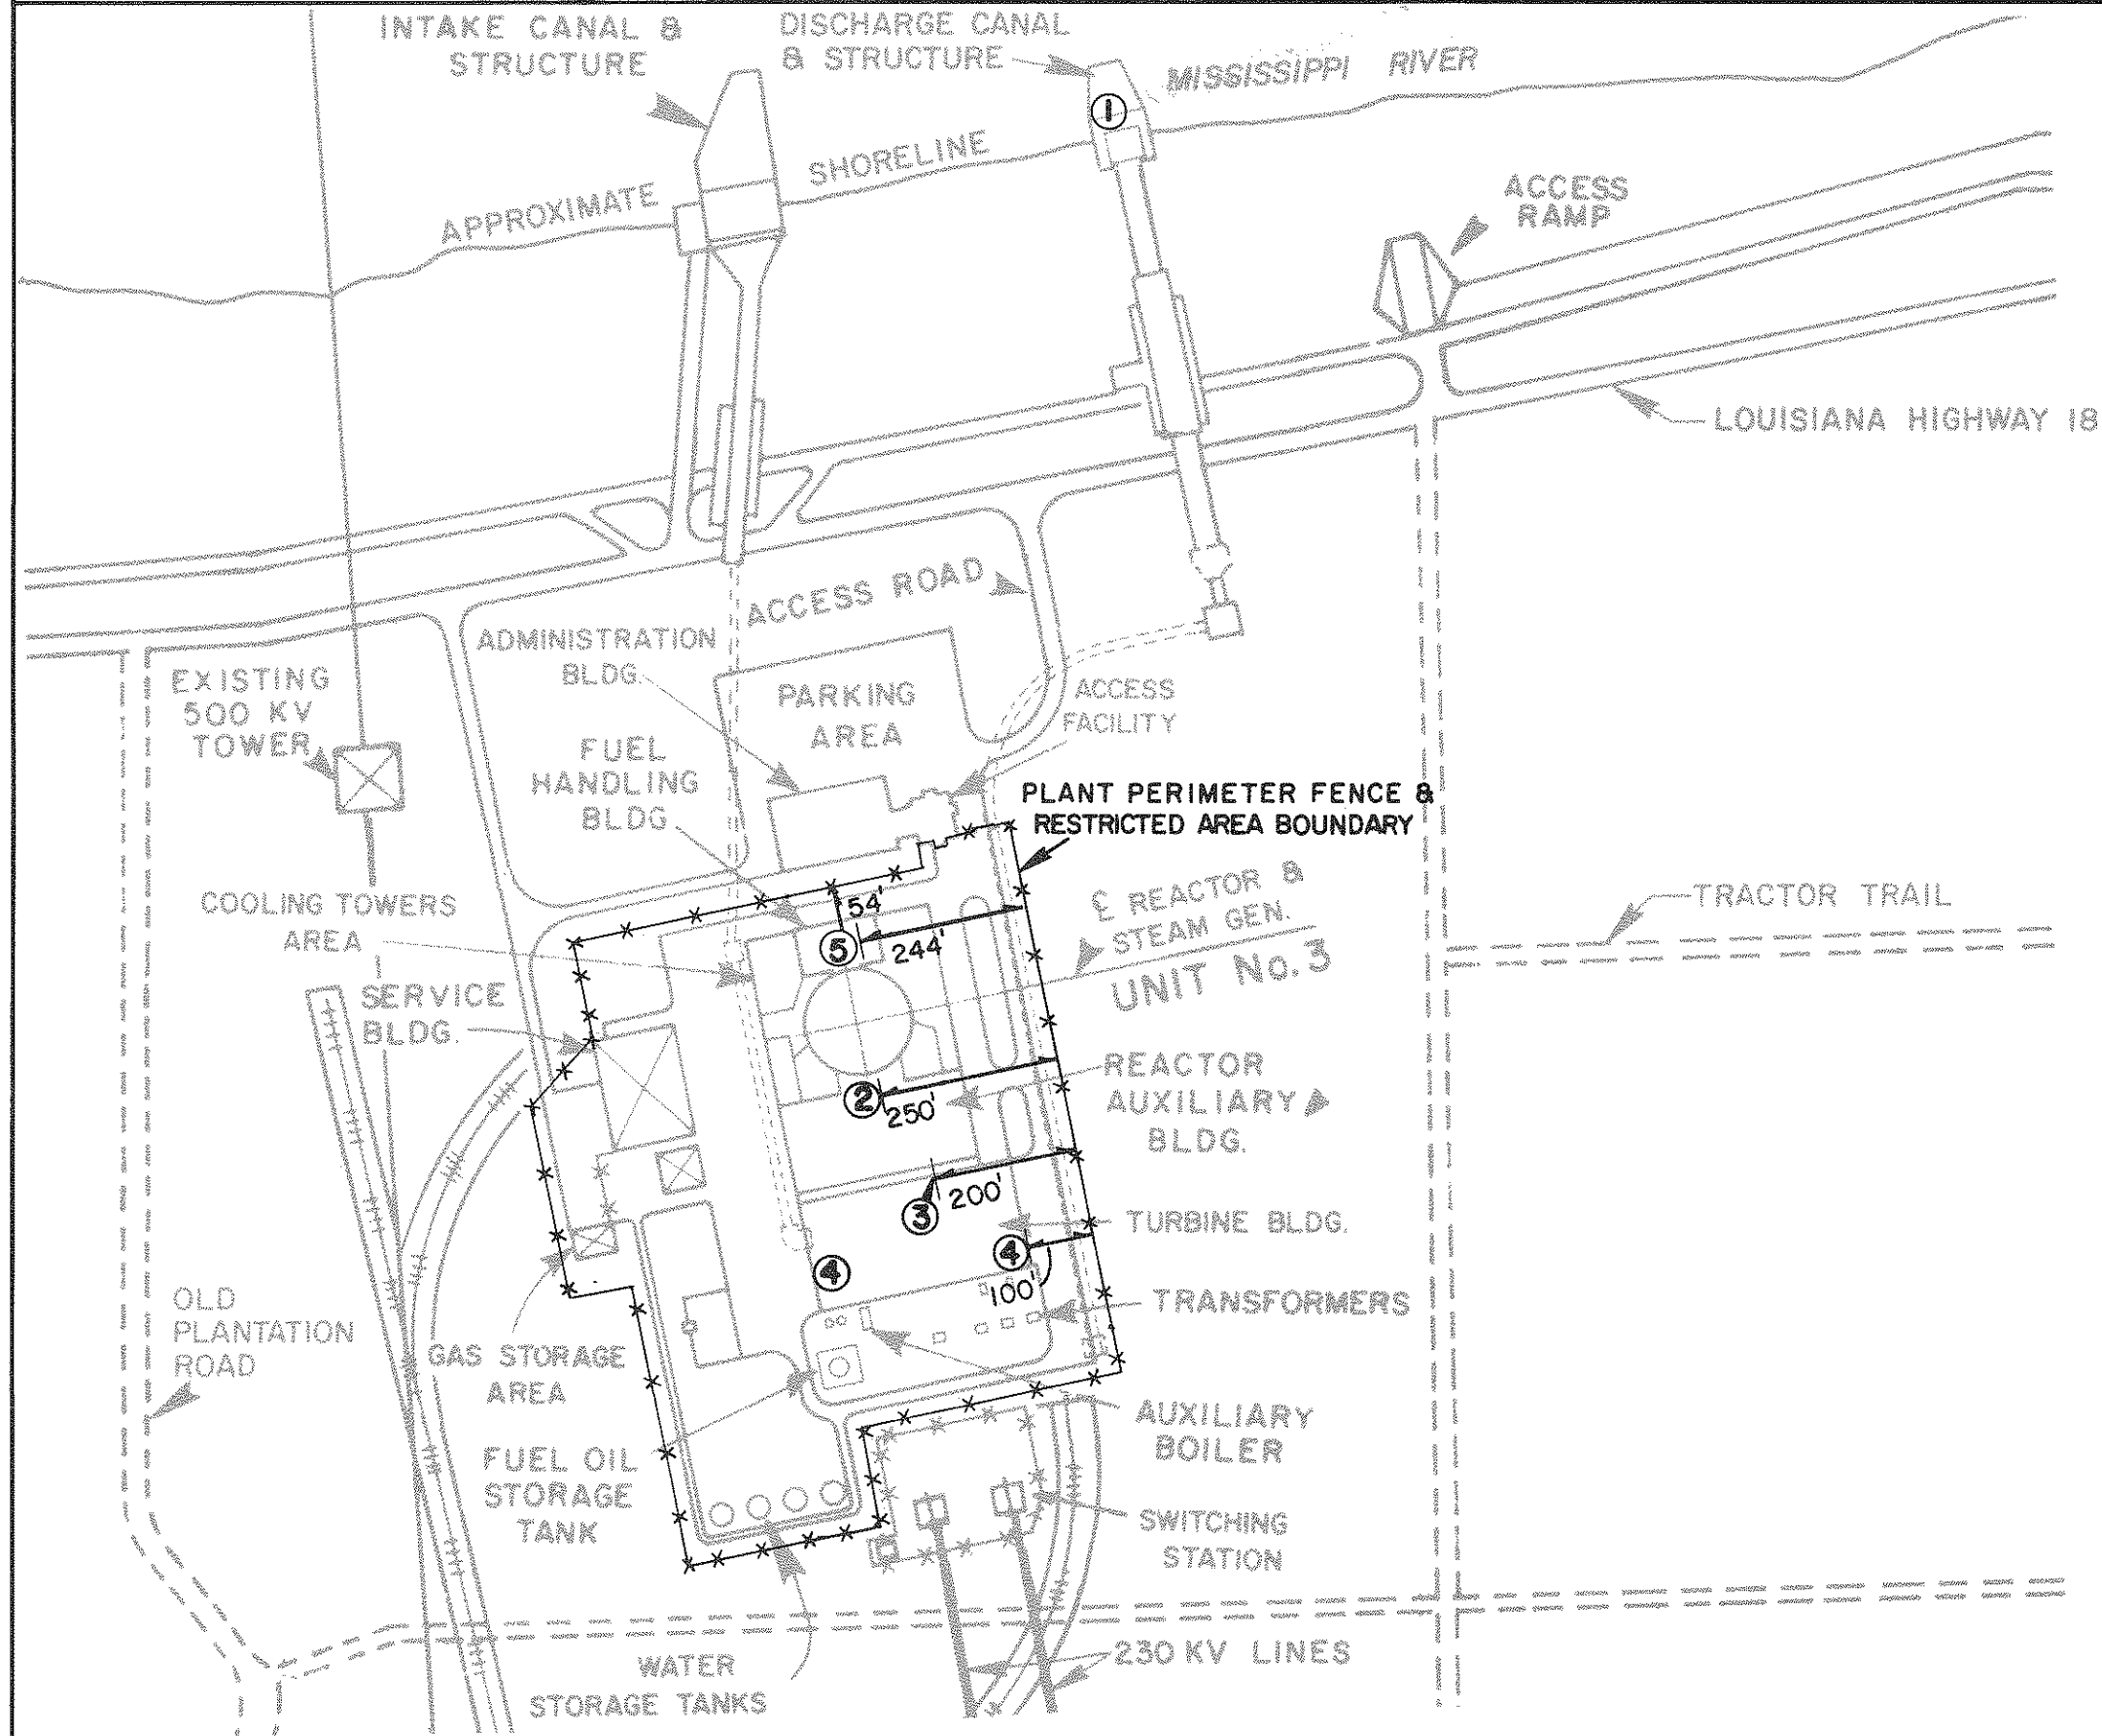 INTAKE CANAL &
STRUCTURE
DISCHARGE CANAL
& STRUCTURE
MISSISSIPPI RIVER
1
APPROXIMATE SHORELINE
ACCESS
RAMP
LOUISIANA HIGHWAY 18
ACCESS ROAD
ADMINISTRATION
BLDG.
EXISTING
500 KV
TOWER
PARKING
AREA
ACCESS
FACILITY
FUEL
HANDLING
BLDG
PLANT PERIMETER FENCE &
RESTRICTED AREA BOUNDARY
COOLING TOWERS
AREA
54'
5
244'
℄ REACTOR &
STEAM GEN.
UNIT No. 3
TRACTOR TRAIL
SERVICE
BLDG.
2
250'
REACTOR
AUXILIARY
BLDG.
3
200'
TURBINE BLDG.
4
4
100'
TRANSFORMERS
OLD
PLANTATION
ROAD
GAS STORAGE
AREA
AUXILIARY
BOILER
FUEL OIL
STORAGE
TANK
SWITCHING
STATION
WATER
STORAGE TANKS
230 KV LINES